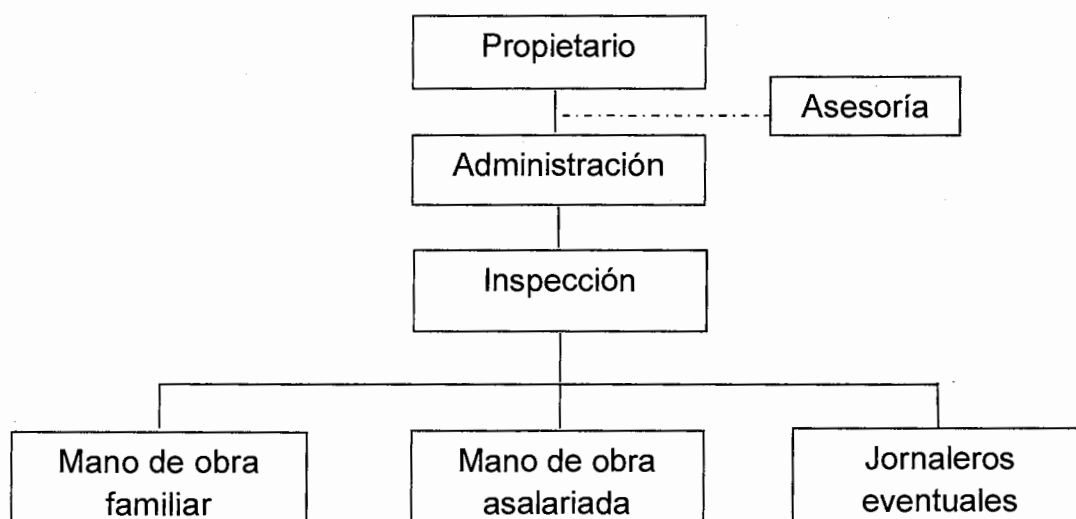 Propietario
Asesoría
Administración
Inspección
Mano de obra
familiar
Mano de obra
asalariada
Jornaleros
eventuales